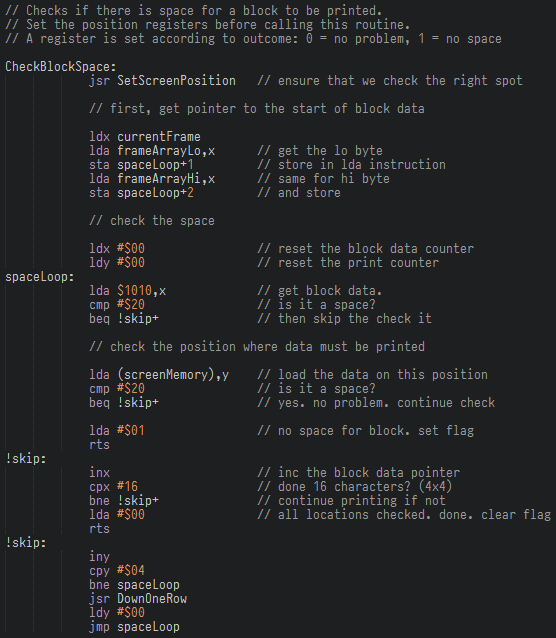 // Checks if there is space for a block to be printed.
// Set the position registers before calling this routine.
// A register is set according to outcome: 0 = no problem, 1 = no space
CheckBlockSpace:
jsr SetScreenPosition // ensure that we check the right spot
// first, get pointer to the start of block data
ldx currentFrame
lda frameArrayLo,x // get the lo byte
sta spaceLoop+1 // store in lda instruction
lda frameArrayHi,x // same for hi byte
sta spaceLoop+2 // and store
// check the space
ldx #$00 // reset the block data counter
ldy #$00 // reset the print counter
spaceLoop:
lda $1010,x // get block data.
cmp #$20 // is it a space?
beq !skip+ // then skip the check it
// check the position where data must be printed
lda (screenMemory),y // load the data on this position
cmp #$20 // is it a space?
beq !skip+ // yes. no problem. continue check
lda #$01 // no space for block. set flag
rts
!skip:
inx // inc the block data pointer
cpx #16 // done 16 characters? (4x4)
bne !skip+ // continue printing if not
lda #$00 // all locations checked. done. clear flag
rts
!skip:
iny
cpy #$04
bne spaceLoop
jsr DownOneRow
ldy #$00
jmp spaceLoop